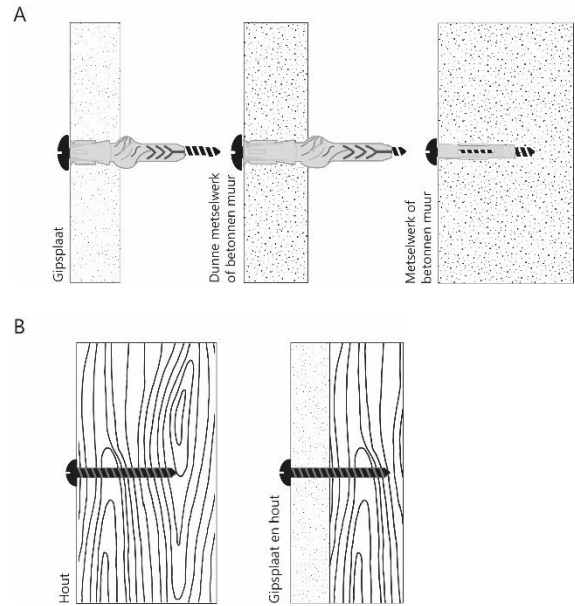 A
Gipsplaat
Dunne metselwerk
of betonnen muur
Metselwerk of
betonnen muur
B
Hout
Gipsplaat en hout